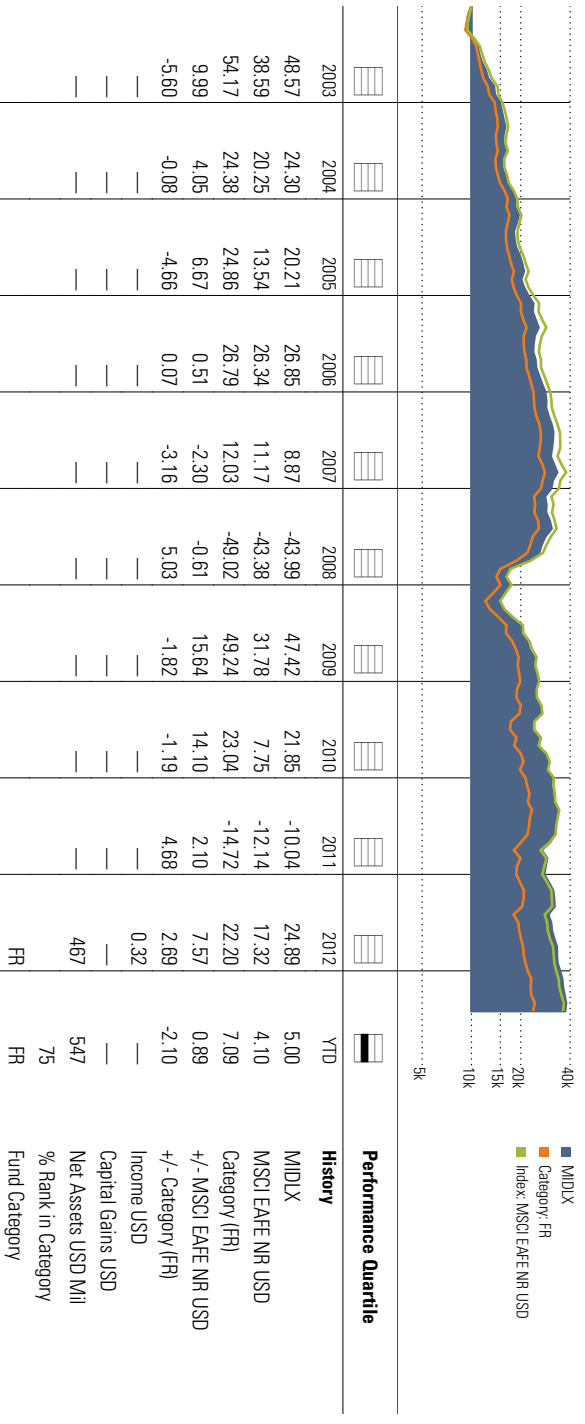 MIDLX
Category: FR
Index: MSCI EAFE NR USD
40k
20k
15k
10k
5k
Performance Quartile
2003 2004 2005 2006 2007 2008 2009 2010 2011 2012 YTD History
48.57 24.30 20.21 26.85 8.87 -43.99 47.42 21.85 -10.04 24.89 5.00 MIDLX
38.59 20.25 13.54 26.34 11.17 -43.38 31.78 7.75 -12.14 17.32 4.10 MSCI EAFE NR USD
54.17 24.38 24.86 26.79 12.03 -49.02 49.24 23.04 -14.72 22.20 7.09 Category (FR)
9.99 4.05 6.67 0.51 -2.30 -0.61 15.64 14.10 2.10 7.57 0.89 +/- MSCI EAFE NR USD
-5.60 -0.08 -4.66 0.07 -3.16 5.03 -1.82 -1.19 4.68 2.69 -2.10 +/- Category (FR)
— — — — — — — — — 0.32 — Income USD
— — — — — — — — — — — Capital Gains USD
— — — — — — — — — 467 547 Net Assets USD Mil
75 % Rank in Category
FR FR Fund Category